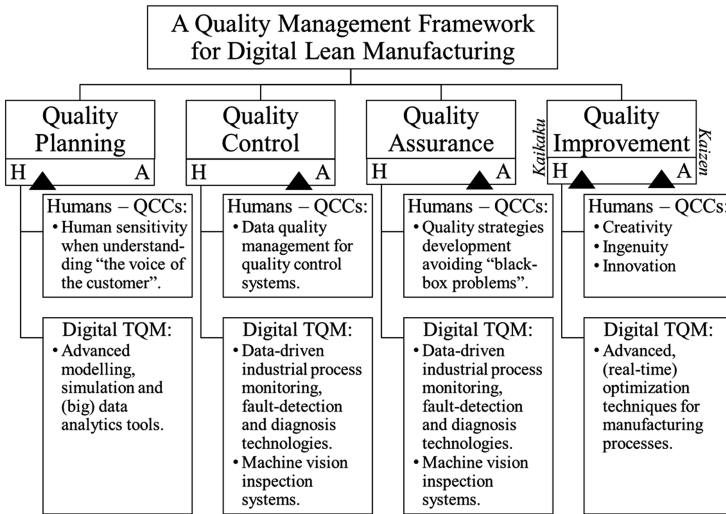 A Quality Management Framework
for Digital Lean Manufacturing
Quality
Planning
H A
Humans – QCCs:
• Human sensitivity
when understand-
ding “the voice of
the customer”.
Digital TQM:
• Advanced
modelling,
simulation and
(big) data
analytics tools.
Quality
Control
H A
Humans – QCCs:
• Data quality
management for
quality control
systems.
Digital TQM:
• Data-driven
industrial process
monitoring,
fault-detection
and diagnosis
technologies.
• Machine vision
inspection
systems.
Quality
Assurance
H A
Humans – QCCs:
• Quality strategies
development
avoiding “black-
box problems”.
Digital TQM:
• Data-driven
industrial process
monitoring,
fault-detection
and diagnosis
technologies.
• Machine vision
inspection
systems.
Kaikaku
Quality
Improvement
Kaizen
H A
Humans – QCCs:
• Creativity
• Ingenuity
• Innovation
Digital TQM:
• Advanced,
(real-time)
optimization
techniques for
manufacturing
processes.